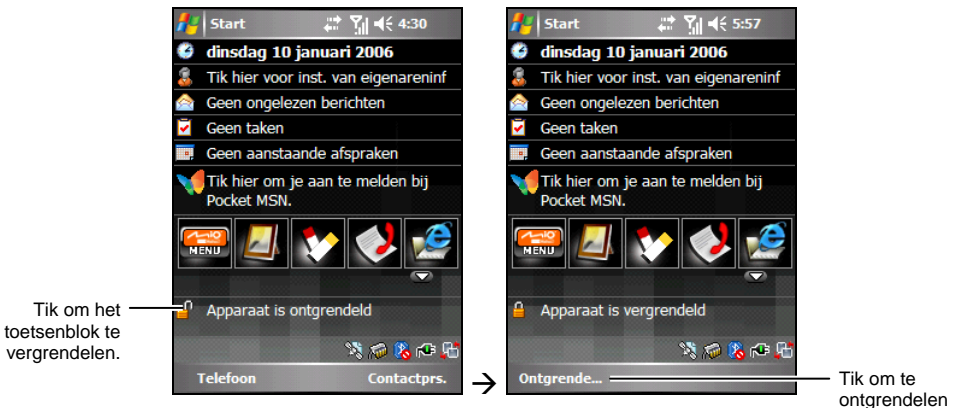 Start 4:30
dinsdag 10 januari 2006
Tik hier voor inst. van eigenareninf
Geen ongelezen berichten
Geen taken
Geen aanstaande afspraken
Tik hier om je aan te melden bij
Pocket MSN.
MIO
MENU
Apparaat is ontgrendeld
Telefoon Contactprs.
Tik om het
toetsenblok te
vergrendelen.
→
Start 5:57
dinsdag 10 januari 2006
Tik hier voor inst. van eigenareninf
Geen ongelezen berichten
Geen taken
Geen aanstaande afspraken
Tik hier om je aan te melden bij
Pocket MSN.
MIO
MENU
Apparaat is vergrendeld
Ontgrende...
Tik om te
ontgrendelen